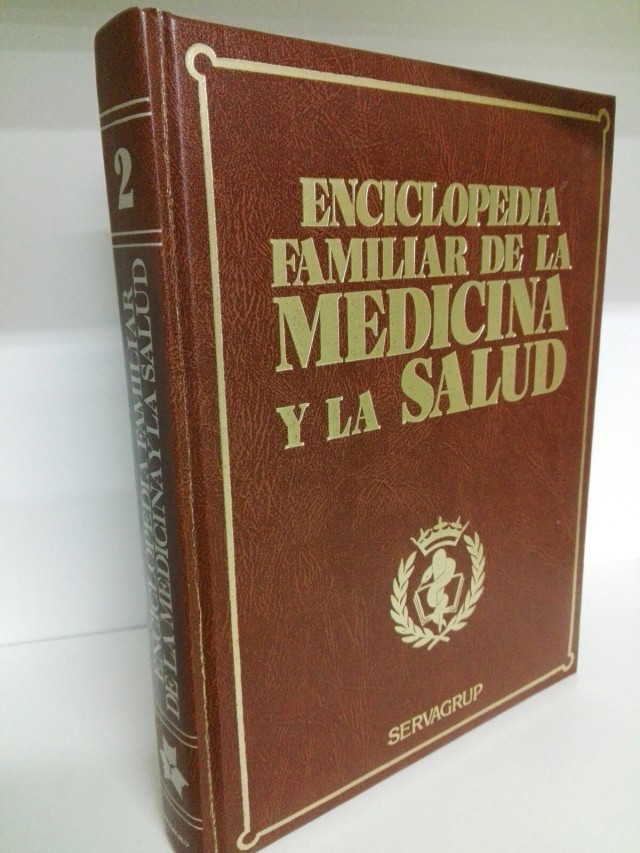 2
ENCICLOPEDIA FAMILIAR
DE LA MEDICINA Y LA SALUD
ENCICLOPEDIA
FAMILIAR DE LA
MEDICINA
Y LA SALUD
SERVAGRUP